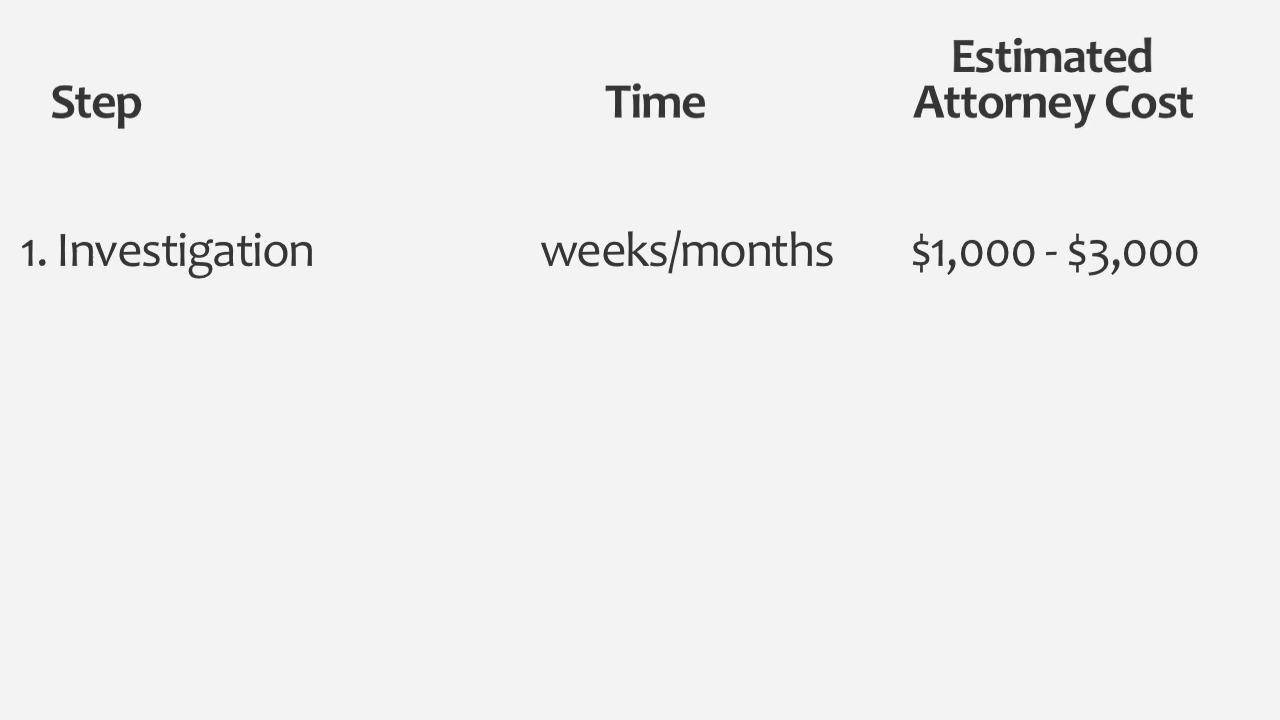 Step Time Estimated
Attorney Cost
1. Investigation weeks/months $1,000 - $3,000